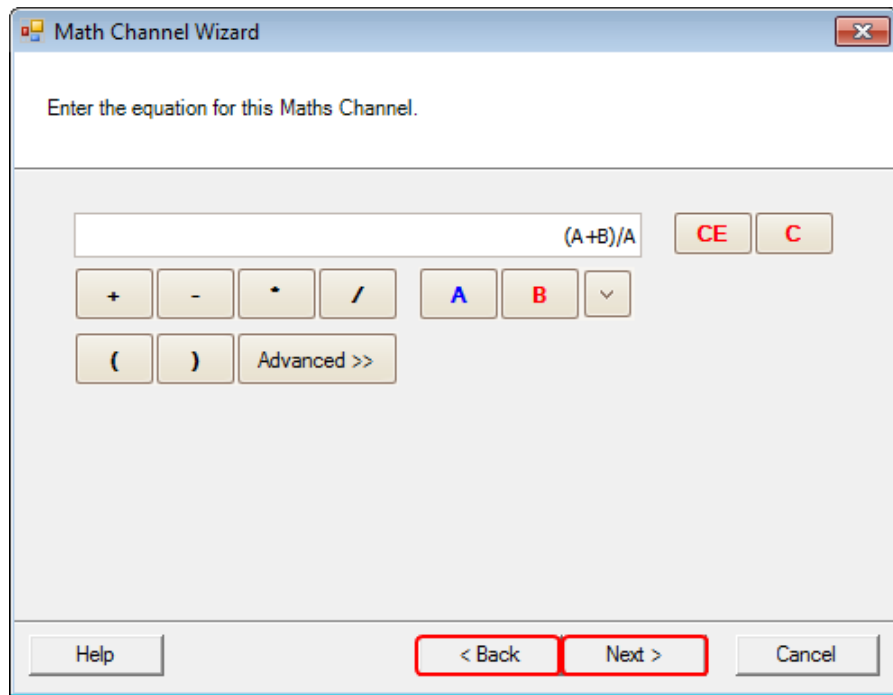 Math Channel Wizard
Enter the equation for this Maths Channel.
(A+B)/A CE C
+ - * / A B
( ) Advanced >>
Help < Back Next > Cancel